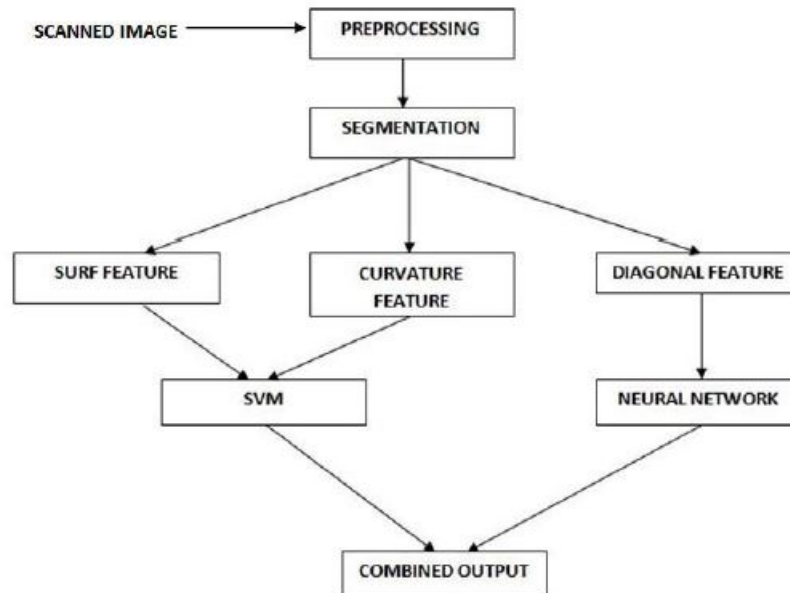 SCANNED IMAGE
PREPROCESSING
SEGMENTATION
SURF FEATURE
CURVATURE
FEATURE
DIAGONAL FEATURE
SVM
NEURAL NETWORK
COMBINED OUTPUT